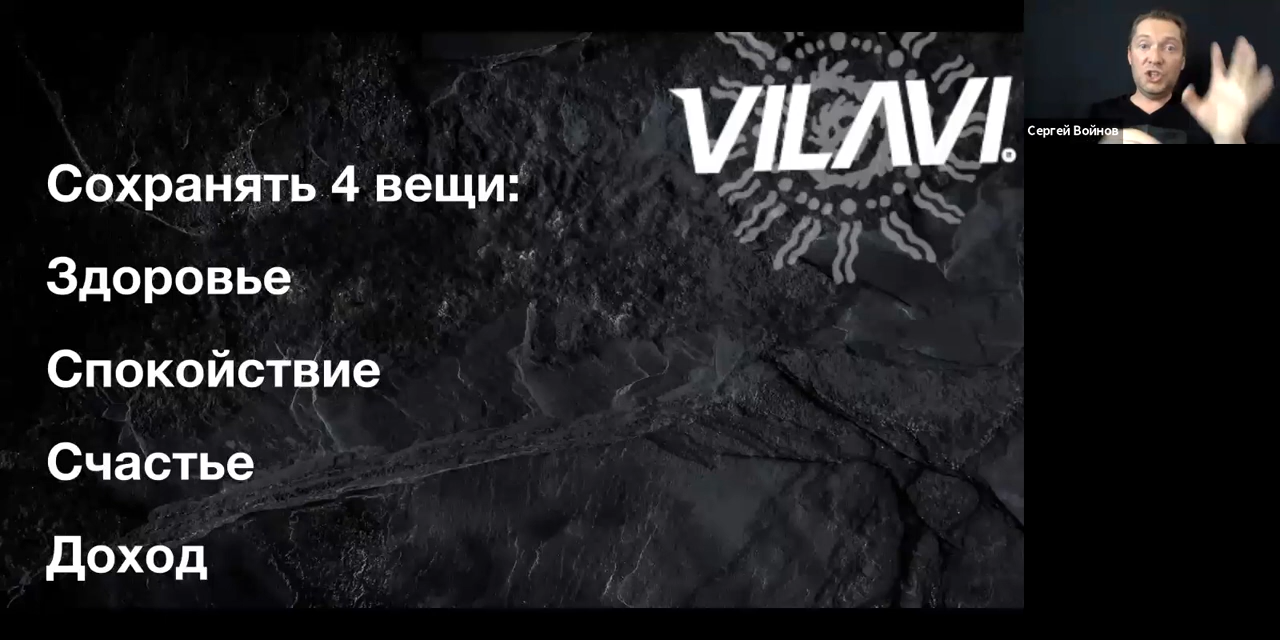 VILAVI®
Сергей Войнов
Сохранять 4 вещи:
Здоровье
Спокойствие
Счастье
Доход